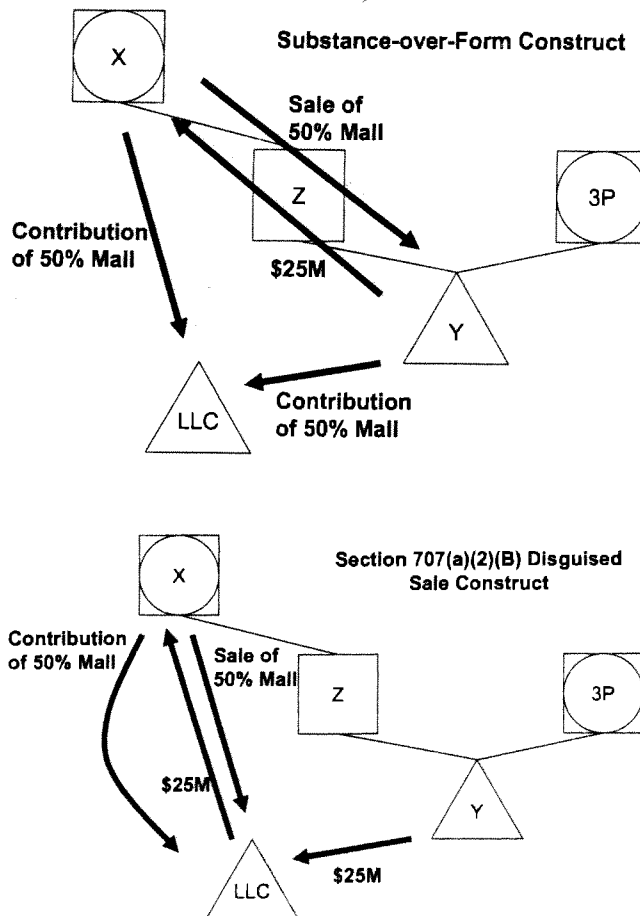 Substance-over-Form Construct
X
Sale of
50% Mall
Z
3P
Contribution
of 50% Mall
$25M
Y
LLC
Contribution
of 50% Mall
Section 707(a)(2)(B) Disguised
Sale Construct
X
Contribution
of 50% Mall
Sale of
50% Mall
Z
3P
$25M
Y
$25M
LLC